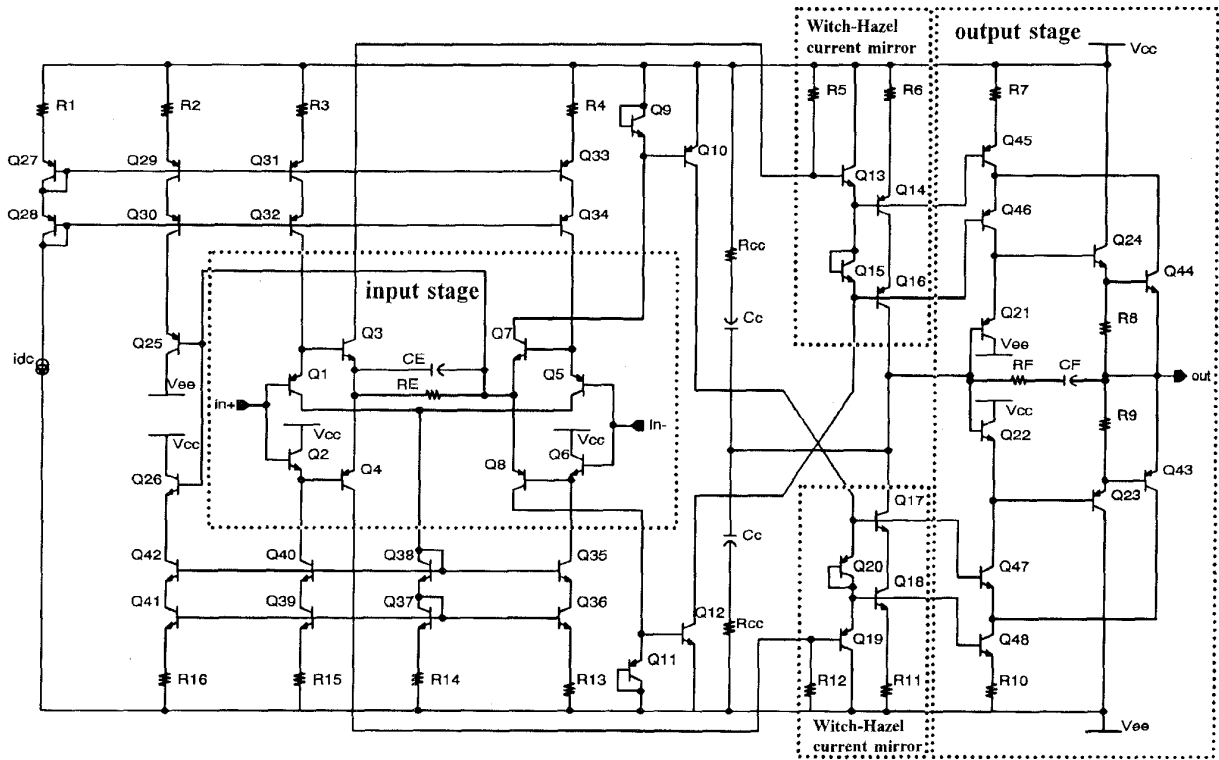 Witch-Hazel
current mirror
output stage
Vcc
R1
R2
R3
R4
Q9
R5
R6
R7
Q27
Q29
Q31
Q33
Q10
Q13
Q14
Q45
Q28
Q30
Q32
Q34
Q46
Q24
Q44
Rcc
Q15
Q16
input stage
Q25
Q3
Q7
Cc
Q21
R8
idc
CE
Vee
Vee
RF
CF
out
Q1
RE
Q5
in+
Vcc
R9
Vcc
Vcc
Vcc
In-
Q22
Q2
Q4
Q8
Q6
Q26
Q43
Q23
Q17
Cc
Q42
Q40
Q38
Q35
Q20
Q18
Q47
Q41
Q39
Q37
Q36
Q12
Rcc
Q19
Q48
Q11
R16
R15
R14
R13
R12
R11
R10
Witch-Hazel
current mirror
Vee